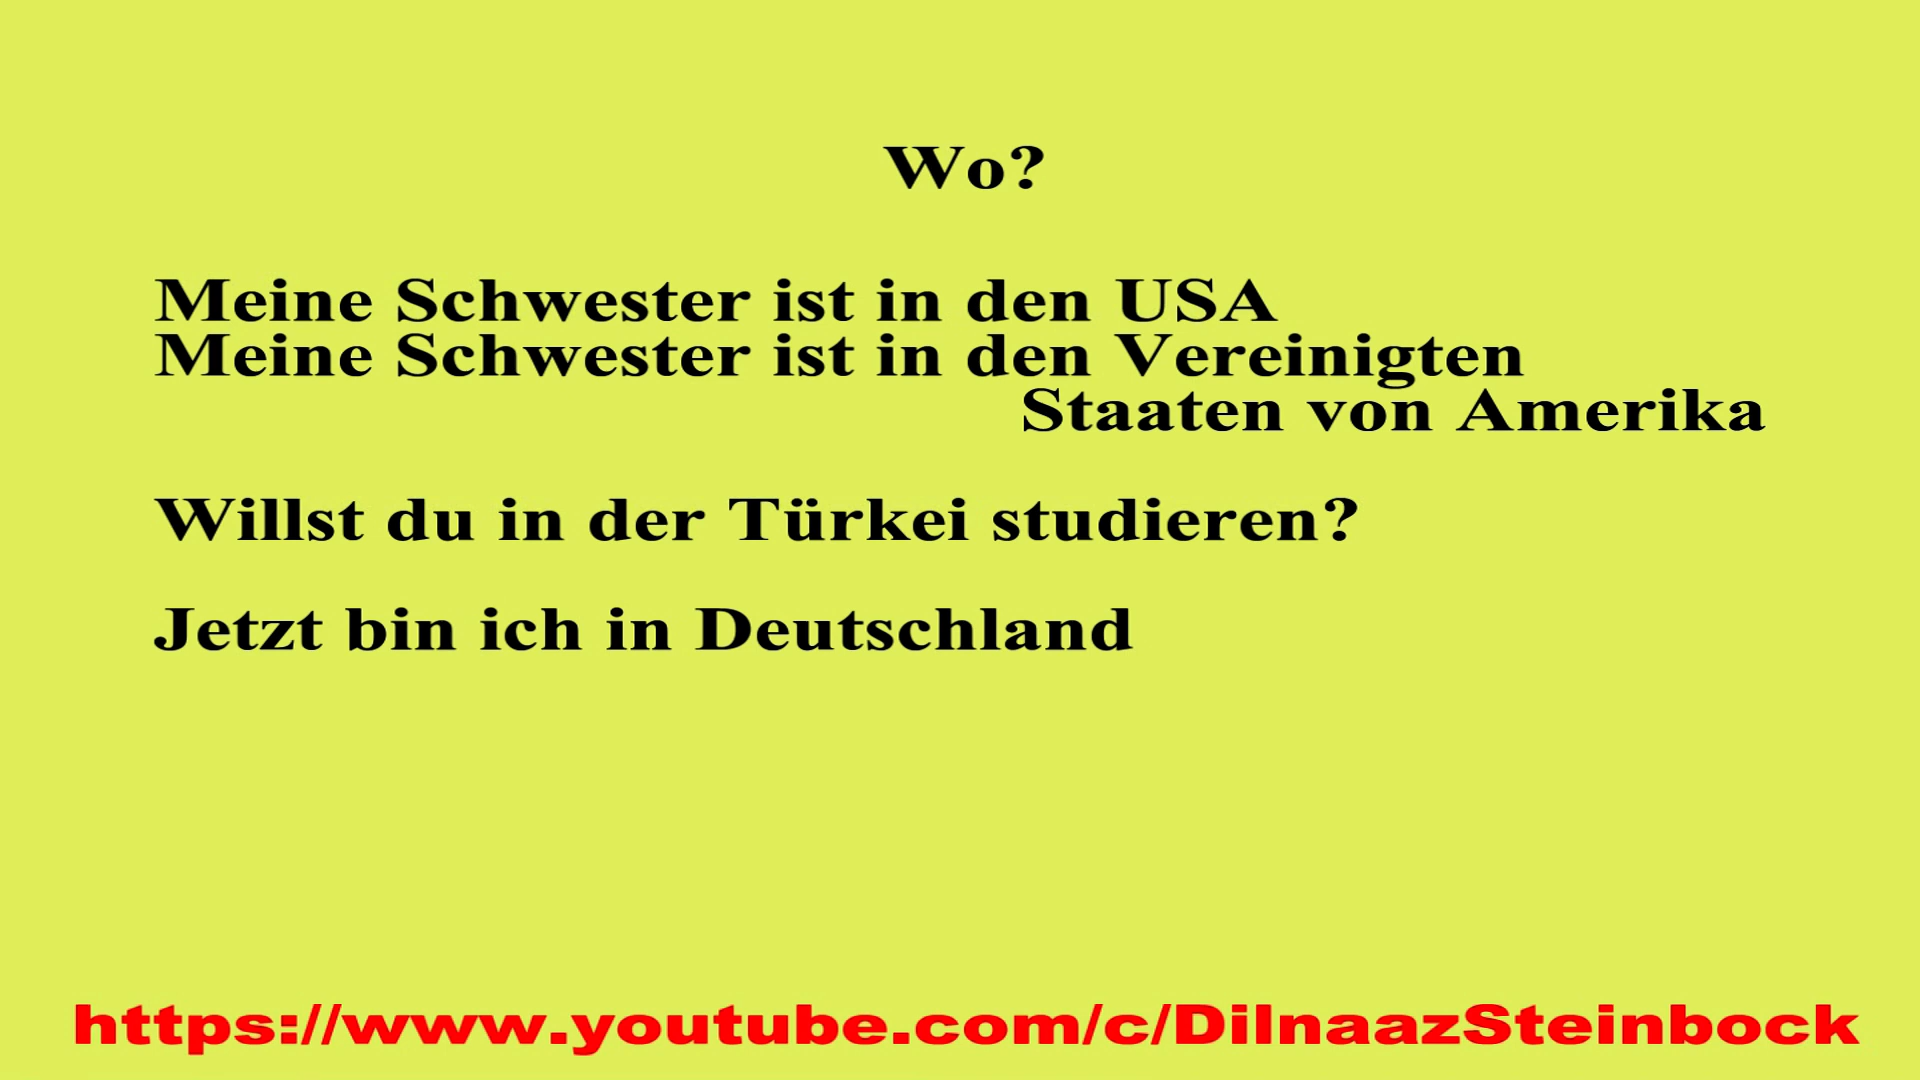 Wo?
Meine Schwester ist in den USA
Meine Schwester ist in den Vereinigten
Staaten von Amerika
Willst du in der Türkei studieren?
Jetzt bin ich in Deutschland
https://www.youtube.com/c/DilnaazSteinbock